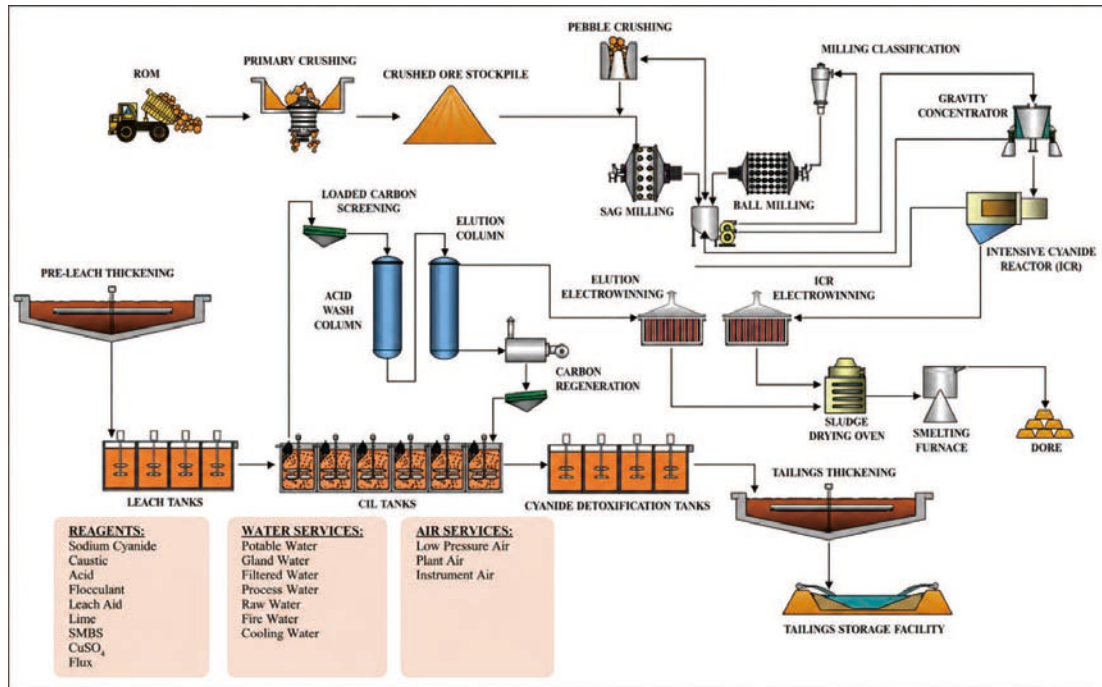 ROM
PRIMARY CRUSHING
CRUSHED ORE STOCKPILE
PEBBLE CRUSHING
MILLING CLASSIFICATION
GRAVITY
CONCENTRATOR
SAG MILLING
BALL MILLING
INTENSIVE CYANIDE
REACTOR (ICR)
LOADED CARBON
SCREENING
ELUTION
COLUMN
PRE-LEACH THICKENING
ACID
WASH
COLUMN
ELUTION
ELECTROWINNING
ICR
ELECTROWINNING
CARBON
REGENERATION
SLUDGE
DRYING OVEN
SMELTING
FURNACE
DORE
LEACH TANKS
CIL TANKS
CYANIDE DETOXIFICATION TANKS
TAILINGS THICKENING
TAILINGS STORAGE FACILITY
REAGENTS:
Sodium Cyanide
Caustic
Acid
Flocculant
Leach Aid
Lime
SMBS
CuSO₄
Flux
WATER SERVICES:
Potable Water
Gland Water
Filtered Water
Process Water
Raw Water
Fire Water
Cooling Water
AIR SERVICES:
Low Pressure Air
Plant Air
Instrument Air